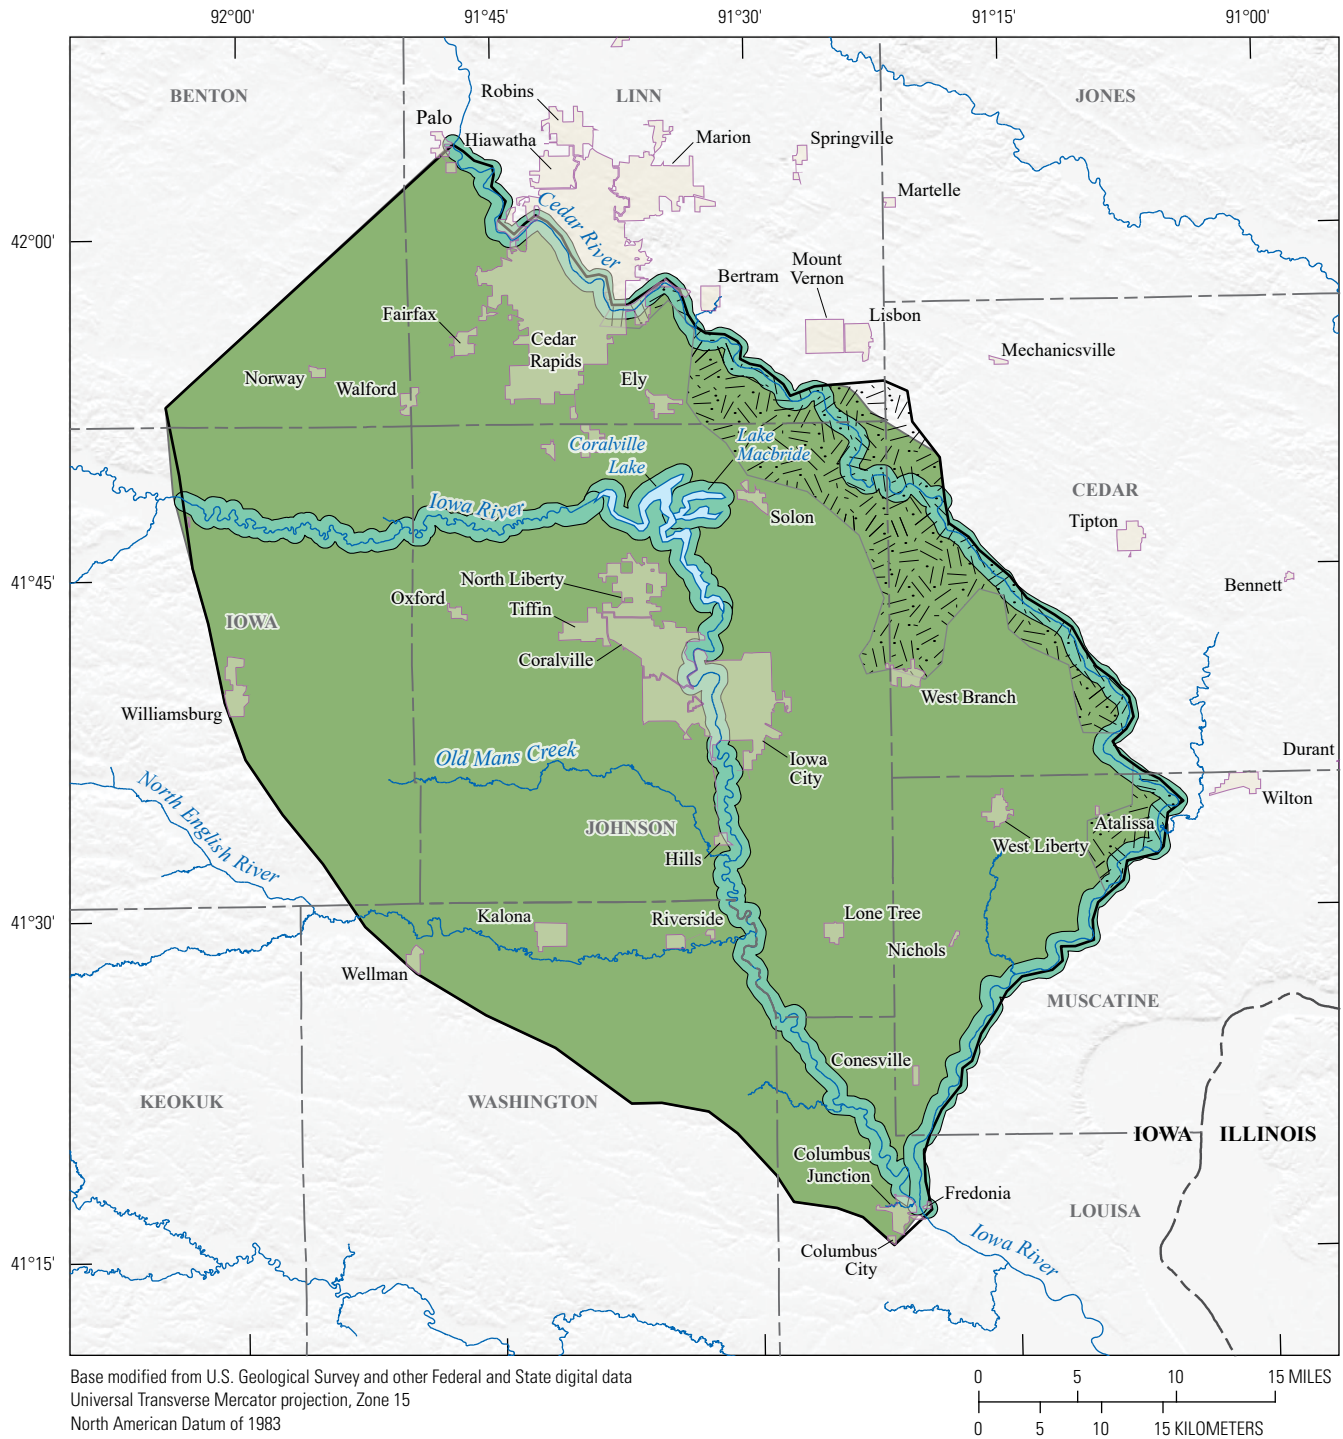 92°00'
91°45'
91°30'
91°15'
91°00'
BENTON
Robins
LINN
JONES
Palo
Hiawatha
Marion
Springville
Martelle
Cedar River
42°00'
Mount
Vernon
Bertram
Fairfax
Lisbon
Cedar
Rapids
Mechanicsville
Norway
Walford
Ely
Coralville
Lake
Lake
Macbride
CEDAR
Iowa River
Solon
Tipton
41°45'
North Liberty
Bennett
Oxford
Tiffin
IOWA
Coralville
West Branch
Williamsburg
Old Mans Creek
Iowa
City
Durant
North English River
Wilton
JOHNSON
Atalissa
West Liberty
Hills
41°30'
Kalona
Riverside
Lone Tree
Nichols
Wellman
MUSCATINE
Conesville
KEOKUK
WASHINGTON
IOWA
ILLINOIS
Columbus
Junction
Fredonia
LOUISA
Iowa River
Columbus
City
41°15'
Base modified from U.S. Geological Survey and other Federal and State digital data
Universal Transverse Mercator projection, Zone 15
North American Datum of 1983
0 5 10 15 MILES
0 5 10 15 KILOMETERS